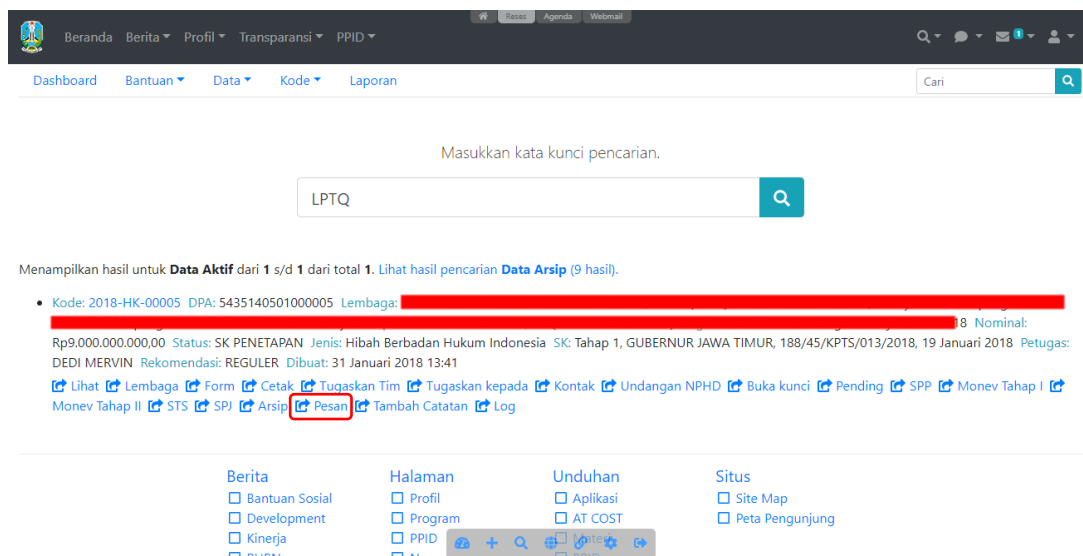 Reses Agenda Webmail
Beranda Berita Profil Transparansi PPID 1
Dashboard Bantuan Data Kode Laporan Cari
Masukkan kata kunci pencarian.
LPTQ
Menampilkan hasil untuk Data Aktif dari 1 s/d 1 dari total 1. Lihat hasil pencarian Data Arsip (9 hasil).
Kode: 2018-HK-00005 DPA: 5435140501000005 Lembaga:
18 Nominal:
Rp9.000.000.000,00 Status: SK PENETAPAN Jenis: Hibah Berbadan Hukum Indonesia SK: Tahap 1, GUBERNUR JAWA TIMUR, 188/45/KPTS/013/2018, 19 Januari 2018 Petugas:
DEDI MERVIN Rekomendasi: REGULER Dibuat: 31 Januari 2018 13:41
Lihat Lembaga Form Cetak Tugaskan Tim Tugaskan kepada Kontak Undangan NPHD Buka kunci Pending SPP Monev Tahap I
Monev Tahap II STS SPJ Arsip Pesan Tambah Catatan Log
Berita Halaman Unduhan Situs
Bantuan Sosial Profil Aplikasi Site Map
Development Program AT COST Peta Pengunjung
Kinerja PPID Materi